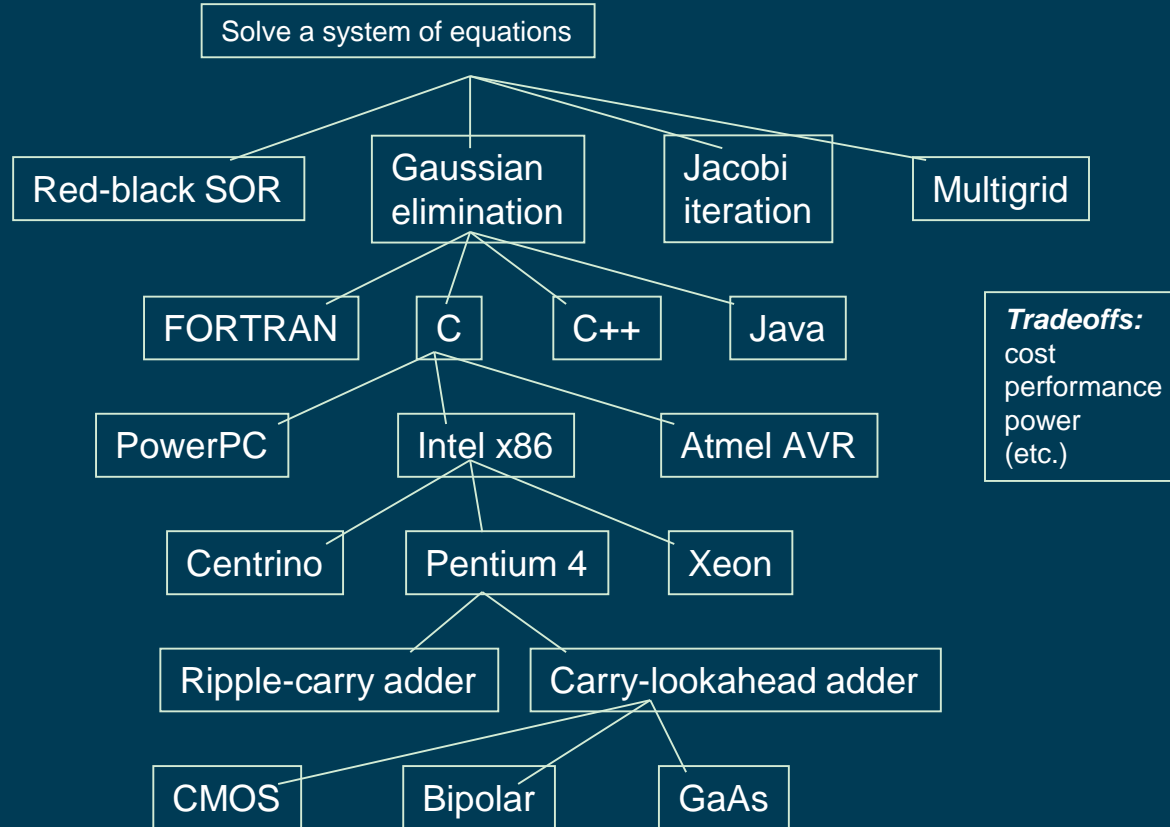 Solve a system of equations
Red-black SOR
Gaussian
elimination
Jacobi
iteration
Multigrid
FORTRAN
C
C++
Java
Tradeoffs:
cost
performance
power
(etc.)
PowerPC
Intel x86
Atmel AVR
Centrino
Pentium 4
Xeon
Ripple-carry adder
Carry-lookahead adder
CMOS
Bipolar
GaAs